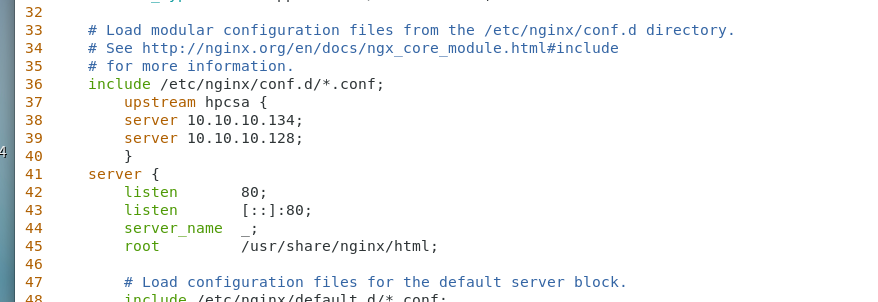 32
33     # Load modular configuration files from the /etc/nginx/conf.d directory.
34     # See http://nginx.org/en/docs/ngx_core_module.html#include
35     # for more information.
36     include /etc/nginx/conf.d/*.conf;
37         upstream hpcsa {
38         server 10.10.10.134;
39         server 10.10.10.128;
40         }
41     server {
42         listen       80;
43         listen       [::]:80;
44         server_name  _;
45         root         /usr/share/nginx/html;
46
47         # Load configuration files for the default server block.
48         include /etc/nginx/default.d/*.conf;
4